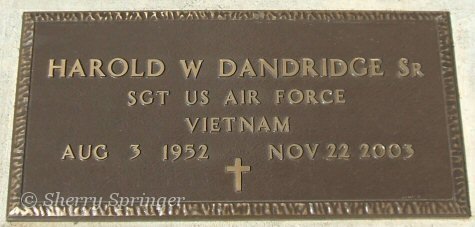 HAROLD W DANDRIDGE SR
SGT US AIR FORCE
VIETNAM
AUG 3 1952 NOV 22 2003
© Sherry Springer